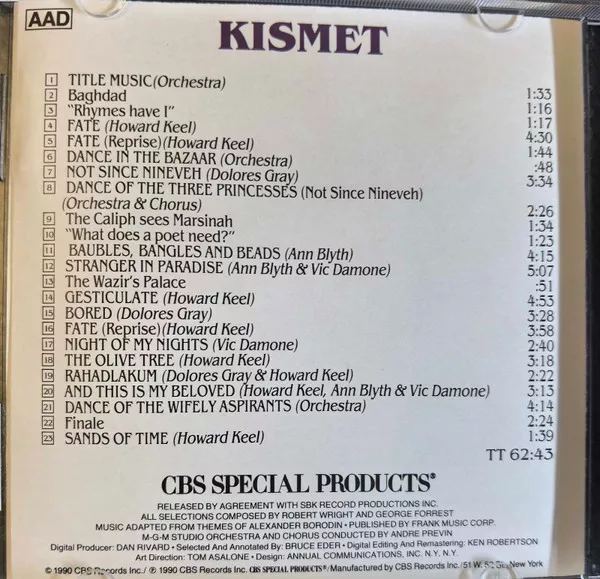 AAD
KISMET
1 TITLE MUSIC (Orchestra) 1:33
2 Baghdad 1:16
3 "Rhymes have I" 1:17
4 FATE (Howard Keel) 4:30
5 FATE (Reprise) (Howard Keel) 1:44
6 DANCE IN THE BAZAAR (Orchestra) :48
7 NOT SINCE NINEVEH (Dolores Gray) 3:34
8 DANCE OF THE THREE PRINCESSES (Not Since Nineveh)
(Orchestra & Chorus) 2:26
9 The Caliph sees Marsinah 1:34
10 "What does a poet need?" 1:23
11 BAUBLES, BANGLES AND BEADS (Ann Blyth) 4:15
12 STRANGER IN PARADISE (Ann Blyth & Vic Damone) 5:07
13 The Wazir's Palace :51
14 GESTICULATE (Howard Keel) 4:53
15 BORED (Dolores Gray) 3:28
16 FATE (Reprise) (Howard Keel) 3:58
17 NIGHT OF MY NIGHTS (Vic Damone) 2:40
18 THE OLIVE TREE (Howard Keel) 3:18
19 RAHADLAKUM (Dolores Gray & Howard Keel) 2:22
20 AND THIS IS MY BELOVED (Howard Keel, Ann Blyth & Vic Damone) 3:13
21 DANCE OF THE WIFELY ASPIRANTS (Orchestra) 4:14
22 Finale 2:24
23 SANDS OF TIME (Howard Keel) 1:39
TT 62:43
CBS SPECIAL PRODUCTS®
RELEASED BY AGREEMENT WITH SBK RECORD PRODUCTIONS INC.
ALL SELECTIONS COMPOSED BY ROBERT WRIGHT AND GEORGE FORREST
MUSIC ADAPTED FROM THEMES OF ALEXANDER BORODIN • PUBLISHED BY FRANK MUSIC CORP.
M-G-M STUDIO ORCHESTRA AND CHORUS CONDUCTED BY ANDRE PREVIN
Digital Producer: DAN RIVARD • Selected And Annotated By: BRUCE EDER • Digital Editing And Remastering: KEN ROBERTSON
Art Direction: TOM ASALONE • Design: ANNUAL COMMUNICATIONS, INC. N.Y. N.Y.
© 1990 CBS Records Inc./ ℗ 1990 CBS Records Inc. CBS SPECIAL PRODUCTS®/Manufactured by CBS Records Inc./51 W. 52 St., New York